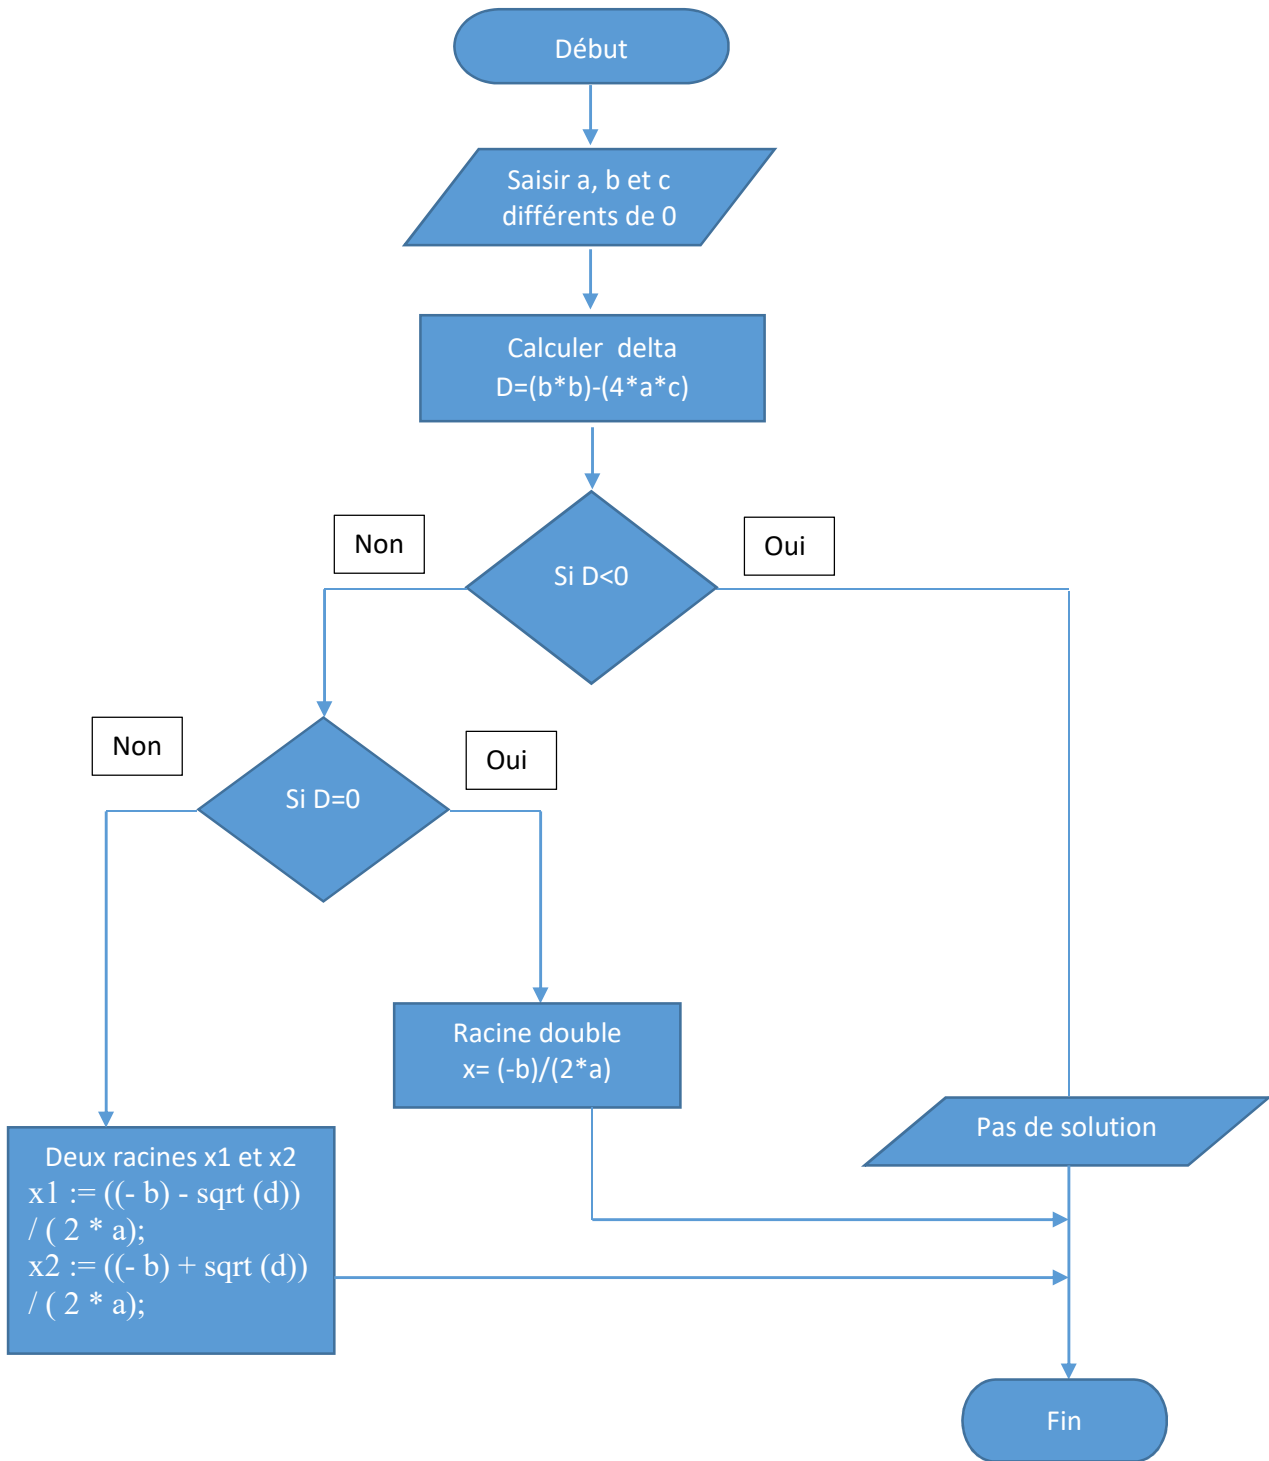 Début
Saisir a, b et c
différents de 0
Calculer delta
D=(b*b)-(4*a*c)
Non
Oui
Si D<0
Non
Oui
Si D=0
Racine double
x= (-b)/(2*a)
Pas de solution
Deux racines x1 et x2
x1 := ((- b) - sqrt (d))
/ ( 2 * a);
x2 := ((- b) + sqrt (d))
/ ( 2 * a);
Fin